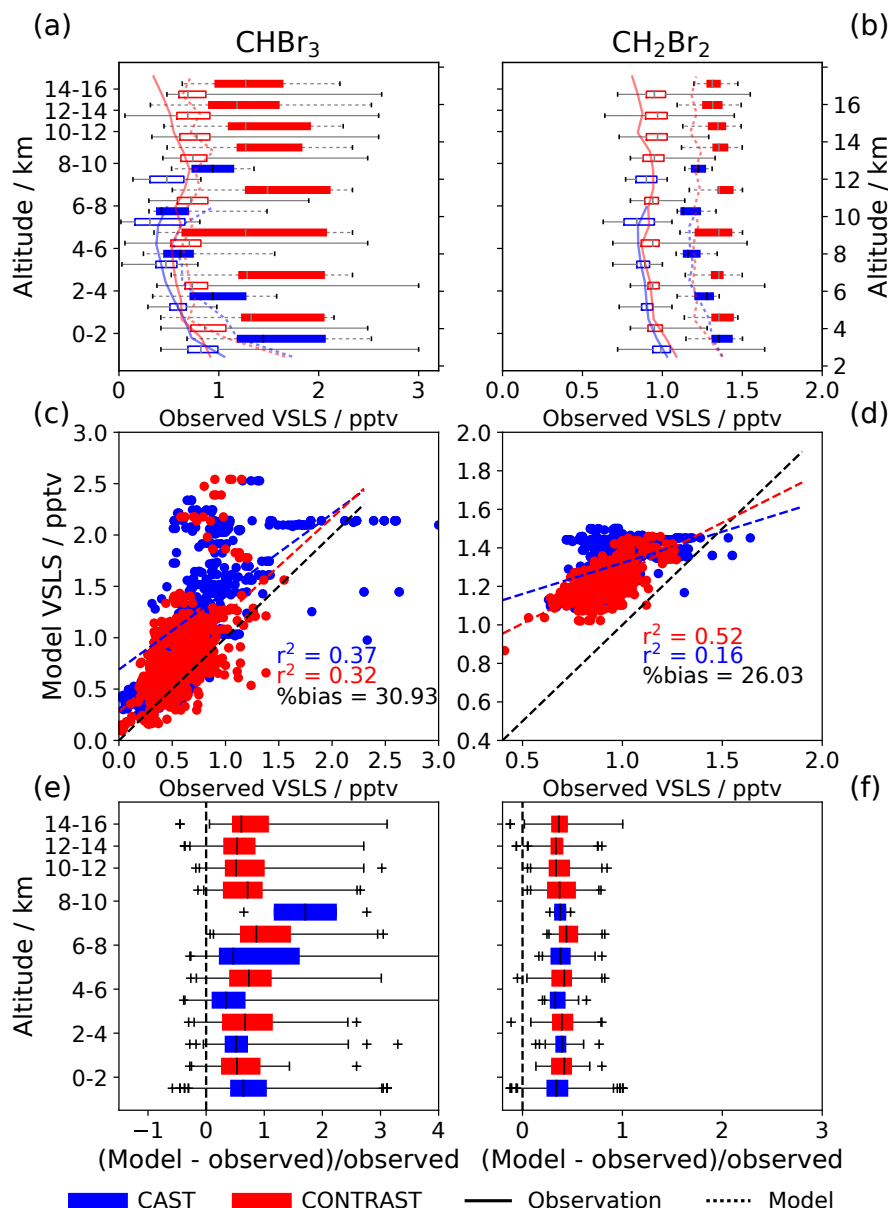 (a) CHBr₃ CH₂Br₂ (b)
Altitude / km
14-16
12-14
10-12
8-10
6-8
4-6
2-4
0-2
16
14
12
10
8
6
4
2
Altitude / km
0 1 2 3
0.0 0.5 1.0 1.5 2.0
Observed VSLS / pptv Observed VSLS / pptv
(c) (d)
Model VSLS / pptv
3.0
2.5
2.0
1.5
1.0
0.5
0.0
r² = 0.37
r² = 0.32
%bias = 30.93
2.0
1.8
1.6
1.4
1.2
1.0
0.8
0.6
0.4
r² = 0.52
r² = 0.16
%bias = 26.03
0.0 0.5 1.0 1.5 2.0 2.5 3.0
0.5 1.0 1.5 2.0
Observed VSLS / pptv Observed VSLS / pptv
(e) (f)
Altitude / km
14-16
12-14
10-12
8-10
6-8
4-6
2-4
0-2
−1 0 1 2 3 4
0 1 2 3
(Model - observed)/observed (Model - observed)/observed
CAST CONTRAST Observation Model